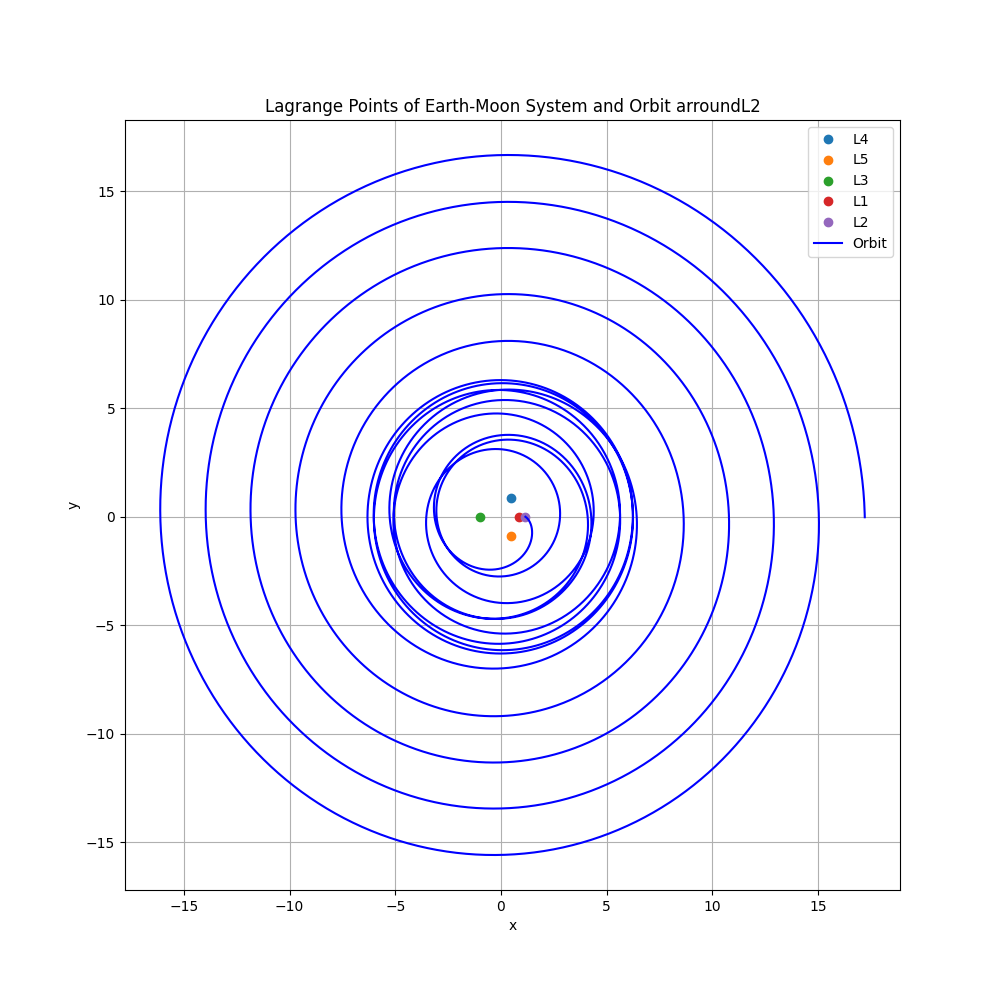 Lagrange Points of Earth-Moon System and Orbit arroundL2
L4
L5
L3
L1
L2
Orbit
15
10
5
0
−5
−10
−15
y
−15 −10 −5 0 5 10 15
x